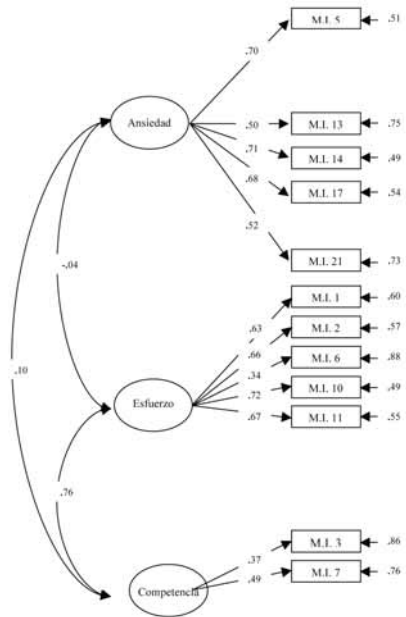 M.I. 5 .51
.70
Ansiedad
.50 M.I. 13 .75
.71 M.I. 14 .49
.68 M.I. 17 .54
.52
M.I. 21 .73
-.04
M.I. 1 .60
.63
M.I. 2 .57
.66
M.I. 6 .88
.34
.10
M.I. 10 .49
.72
Esfuerzo
.67 M.I. 11 .55
.76
M.I. 3 .86
.37
M.I. 7 .76
.49
Competencia